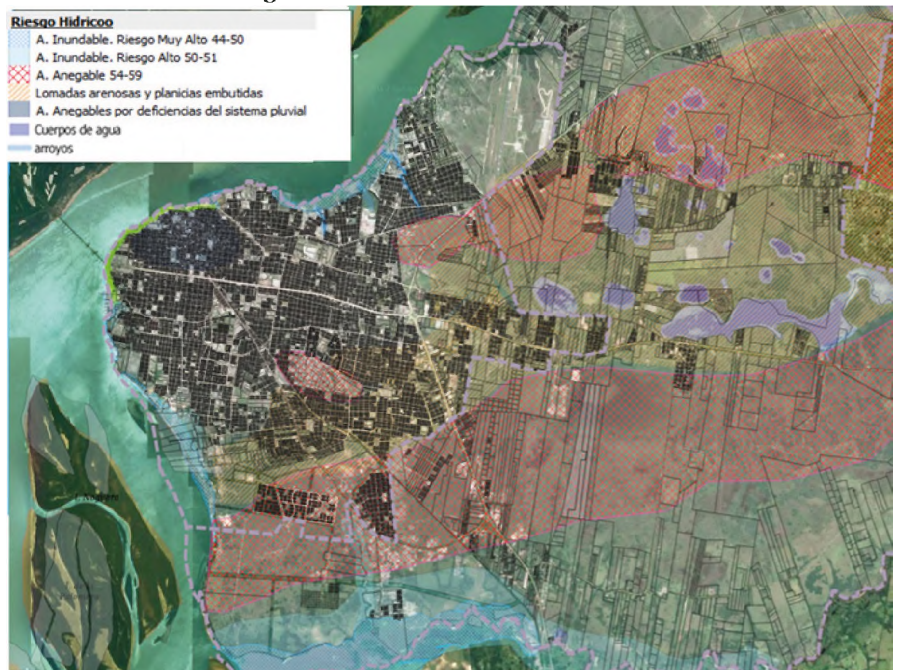 Riesgo Hidricoo
A. Inundable. Riesgo Muy Alto 44-50
A. Inundable. Riesgo Alto 50-51
A. Anegable 54-59
Lomadas arenosas y planicias embutidas
A. Anegables por deficiencias del sistema pluvial
Cuerpos de agua
arroyos